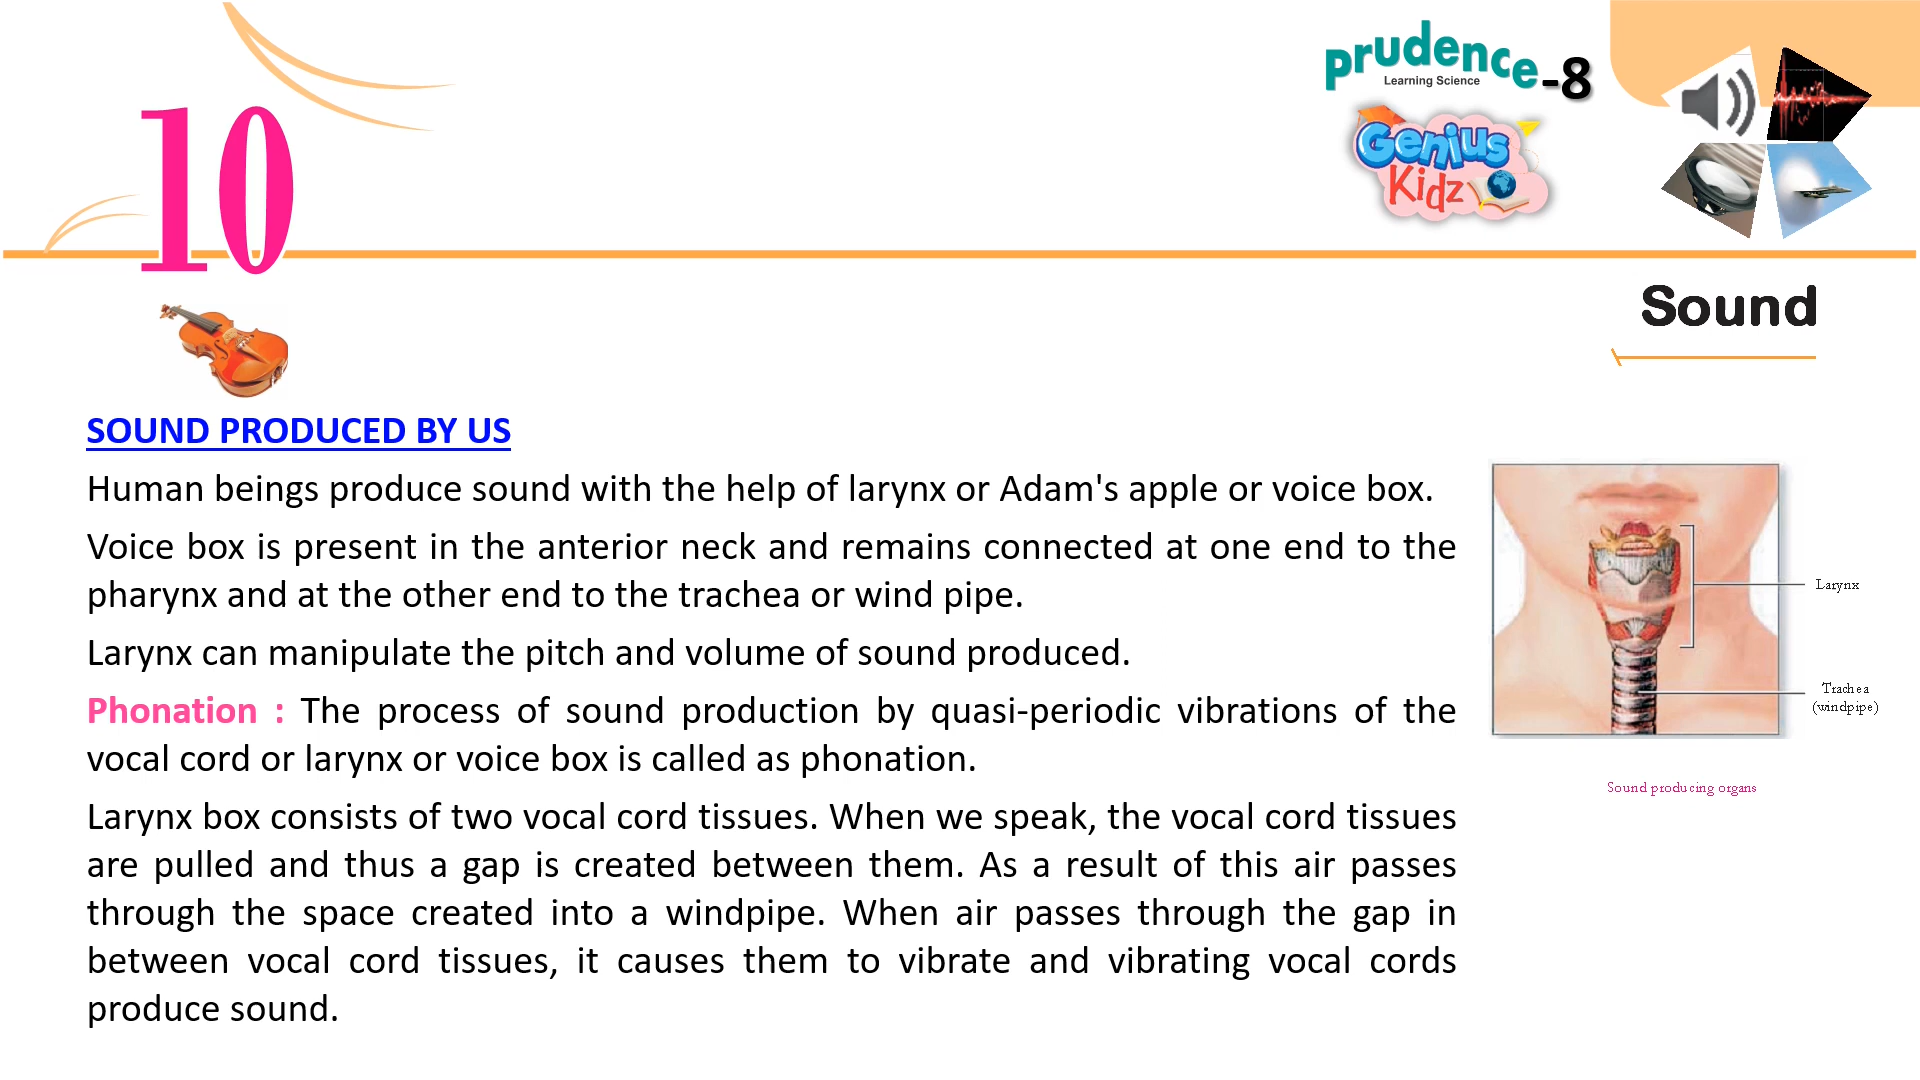 prudence-8
Learning Science
Genius
Kidz
10
Sound
SOUND PRODUCED BY US
Human beings produce sound with the help of larynx or Adam's apple or voice box.
Voice box is present in the anterior neck and remains connected at one end to the
pharynx and at the other end to the trachea or wind pipe.
Larynx can manipulate the pitch and volume of sound produced.
Phonation : The process of sound production by quasi-periodic vibrations of the
vocal cord or larynx or voice box is called as phonation.
Larynx box consists of two vocal cord tissues. When we speak, the vocal cord tissues
are pulled and thus a gap is created between them. As a result of this air passes
through the space created into a windpipe. When air passes through the gap in
between vocal cord tissues, it causes them to vibrate and vibrating vocal cords
produce sound.
Larynx
Trachea
(windpipe)
Sound producing organs